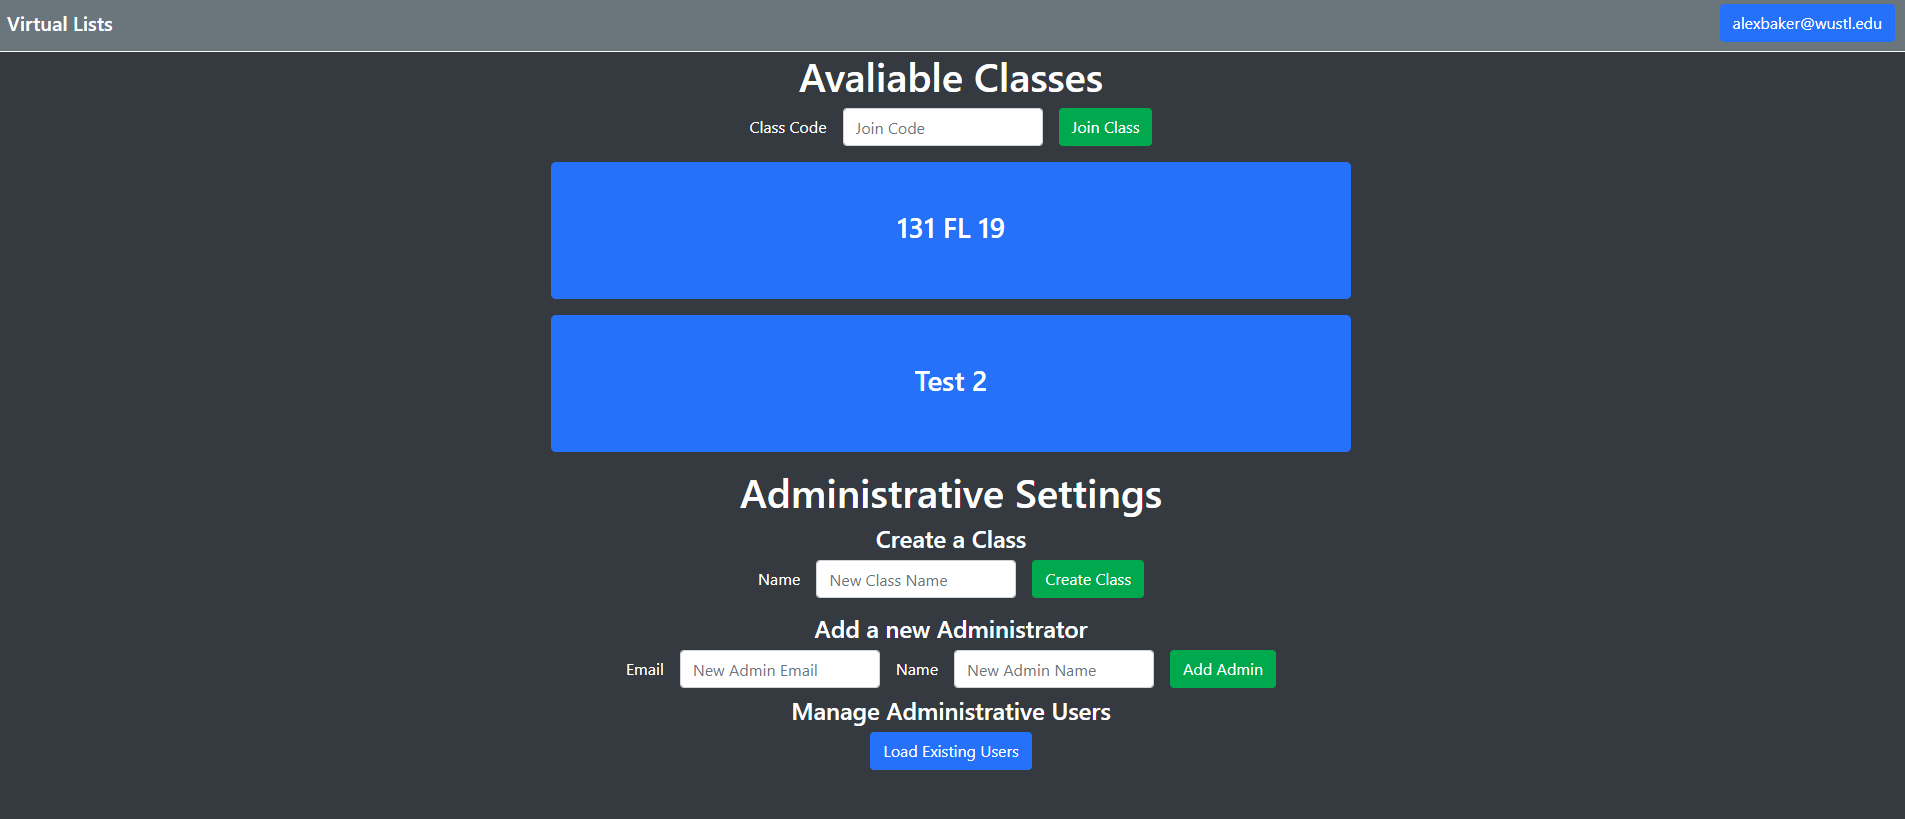 Virtual Lists alexbaker@wustl.edu
Avaliable Classes
Class Code Join Code Join Class
131 FL 19
Test 2
Administrative Settings
Create a Class
Name New Class Name Create Class
Add a new Administrator
Email New Admin Email Name New Admin Name Add Admin
Manage Administrative Users
Load Existing Users